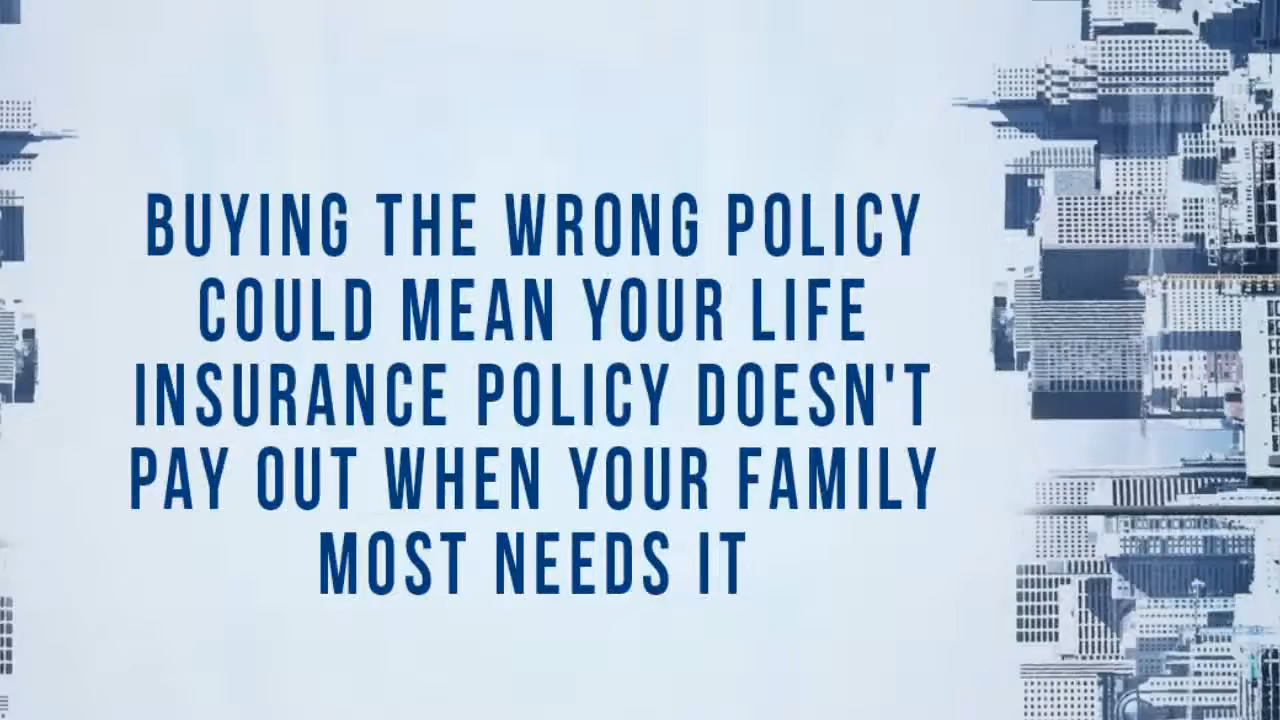 BUYING THE WRONG POLICY
COULD MEAN YOUR LIFE
INSURANCE POLICY DOESN'T
PAY OUT WHEN YOUR FAMILY
MOST NEEDS IT